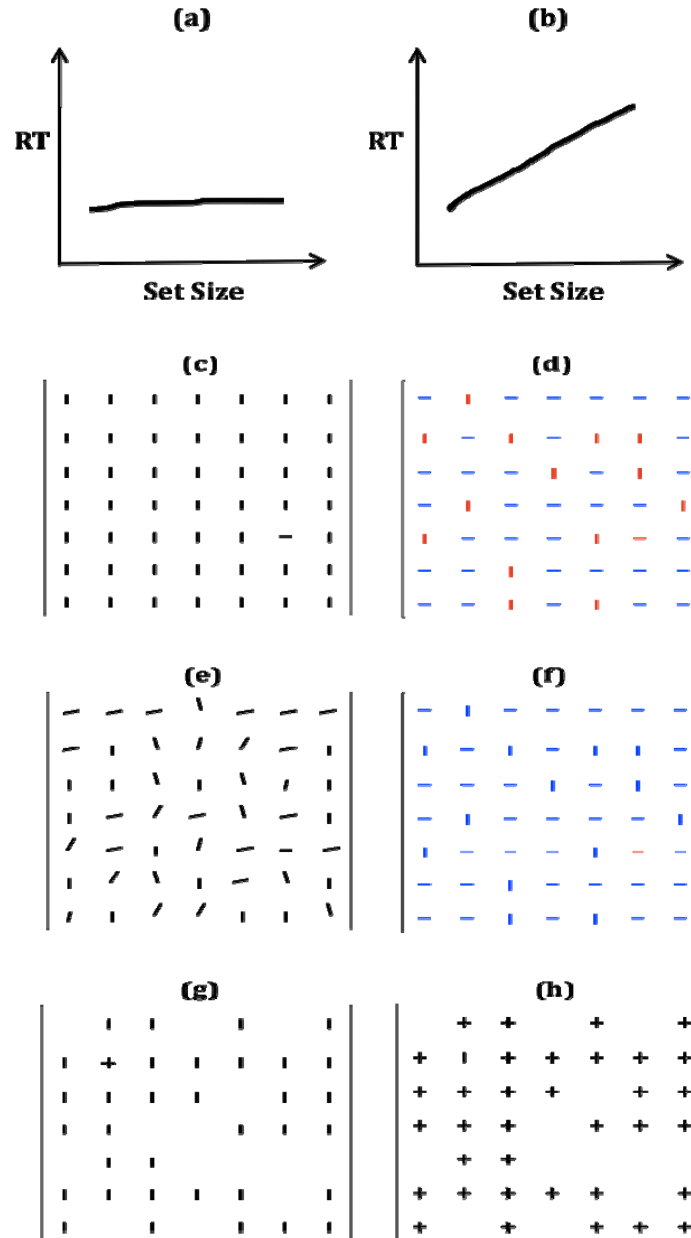 (a) (b)
RT RT
Set Size Set Size
(c) (d)
(e) (f)
(g) (h)